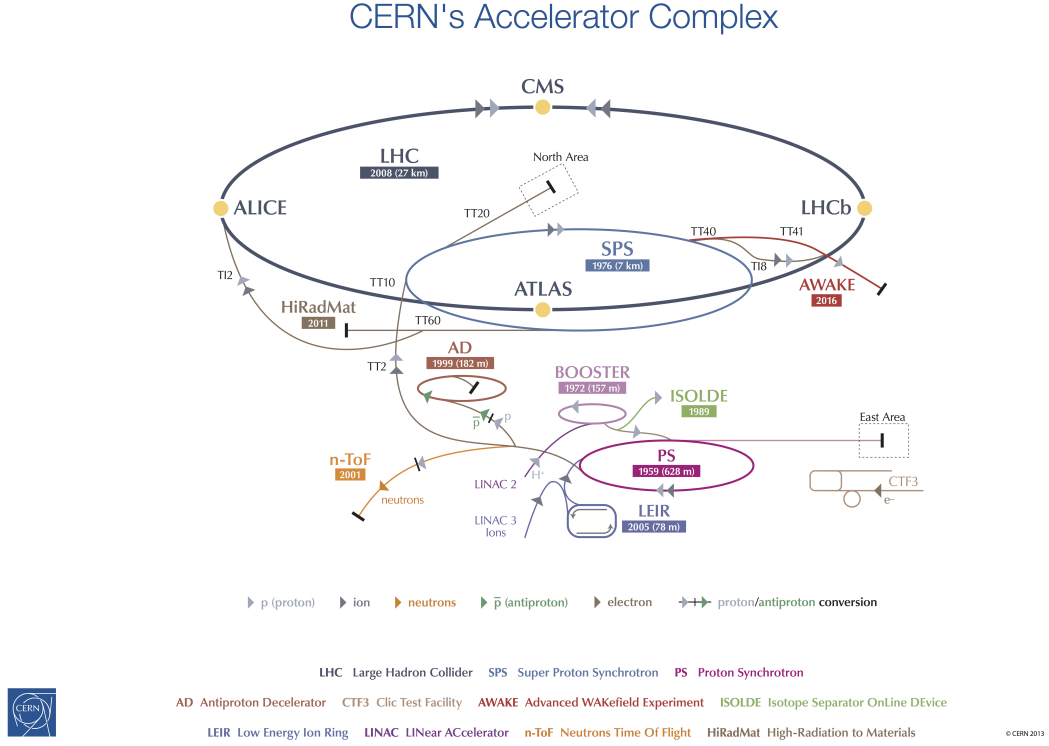 CERN's Accelerator Complex
CMS
LHC
2008 (27 km)
North Area
ALICE
LHCb
TT20
TT40
TT41
SPS
1976 (7 km)
TI2
TT10
TI8
ATLAS
AWAKE
2016
HiRadMat
2011
TT60
AD
1999 (182 m)
TT2
BOOSTER
1972 (157 m)
ISOLDE
1989
p̅
p
East Area
n-ToF
2001
PS
1959 (628 m)
H⁺
LINAC 2
neutrons
CTF3
e–
LINAC 3
Ions
LEIR
2005 (78 m)
p (proton) ion neutrons p̅ (antiproton) electron proton/antiproton conversion
LHC Large Hadron Collider SPS Super Proton Synchrotron PS Proton Synchrotron
AD Antiproton Decelerator CTF3 Clic Test Facility AWAKE Advanced WAKefield Experiment ISOLDE Isotope Separator OnLine DEvice
LEIR Low Energy Ion Ring LINAC LINear ACcelerator n-ToF Neutrons Time Of Flight HiRadMat High-Radiation to Materials
CERN
© CERN 2013